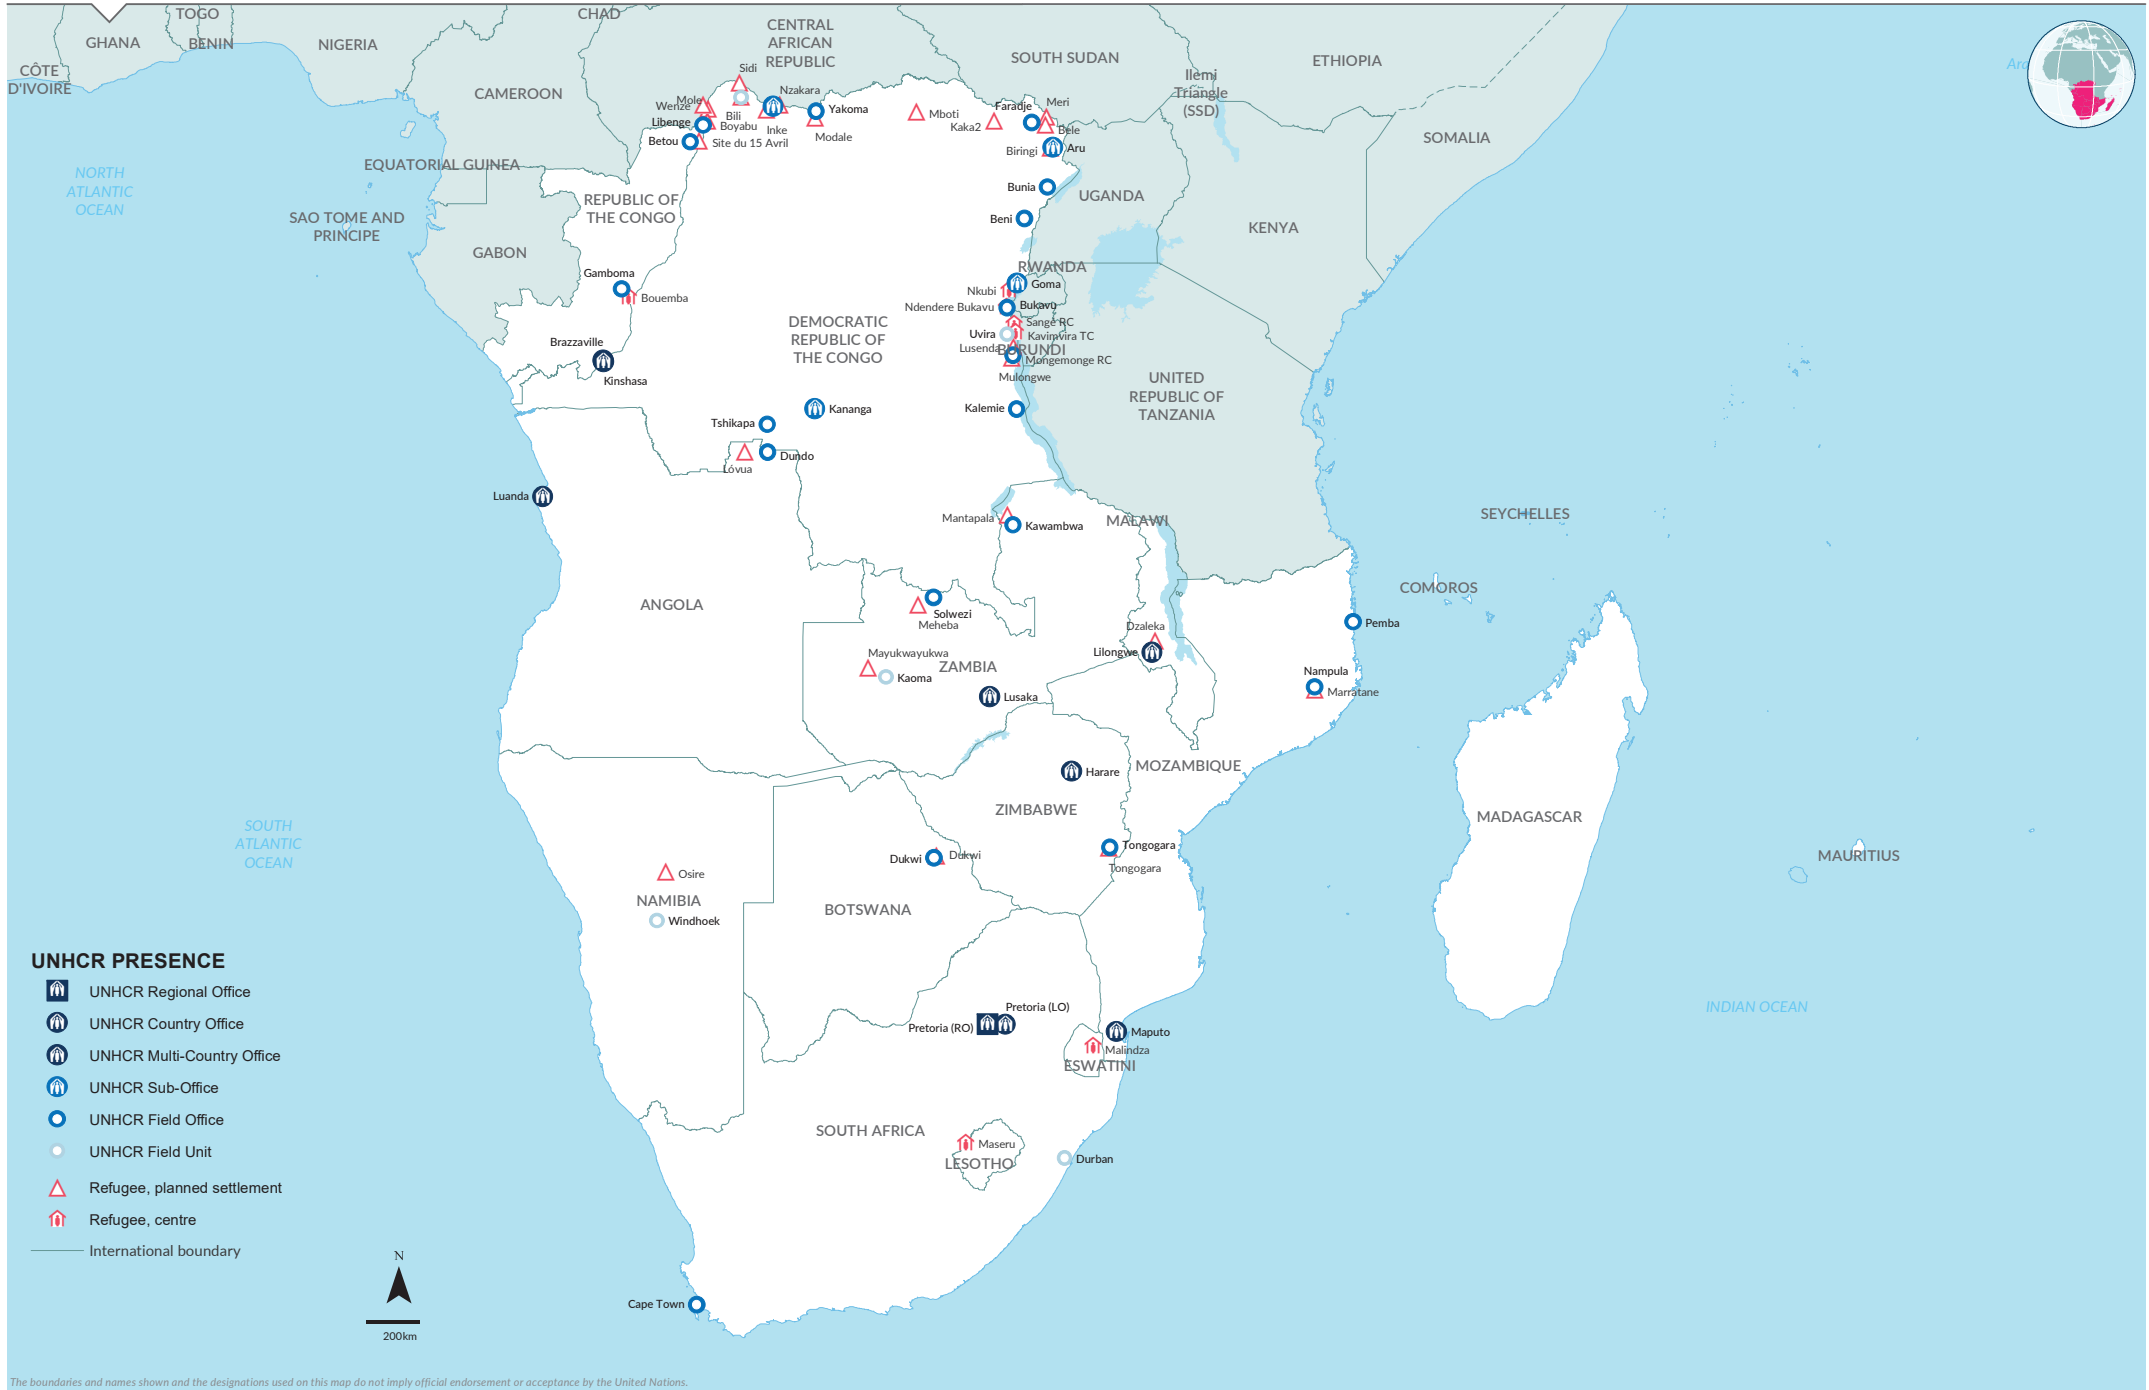 TOGO
CHAD
GHANA
BENIN
NIGERIA
CENTRAL
AFRICAN
REPUBLIC
SOUTH SUDAN
ETHIOPIA
CÔTE
D'IVOIRE
CAMEROON
Ilemi
Triangle
(SSD)
SOMALIA
Sidi
Mole
Wenze
Bili
Nzakara
Yakoma
Libenge
Boyabu
Inke
Modale
Betou
Site du 15 Avril
Mboti
Kaka2
Faradje
Meri
Bele
Biringi
Aru
EQUATORIAL GUINEA
NORTH
ATLANTIC
OCEAN
REPUBLIC OF
THE CONGO
Bunia
UGANDA
SAO TOME AND
PRINCIPE
Beni
KENYA
GABON
RWANDA
Gamboma
Bouemba
Nkubi
Goma
Ndendere Bukavu
Bukavu
DEMOCRATIC
REPUBLIC OF
THE CONGO
Sange RC
Uvira
Kavimvira TC
Lusenda
BURUNDI
Mongemonge RC
Mulongwe
Brazzaville
Kinshasa
UNITED
REPUBLIC OF
TANZANIA
Kananga
Kalemie
Tshikapa
Dundo
Lóvua
Luanda
Mantapala
Kawambwa
MALAWI
SEYCHELLES
COMOROS
ANGOLA
Solwezi
Meheba
Dzaleka
Pemba
Mayukwayukwa
ZAMBIA
Kaoma
Lilongwe
Lusaka
Nampula
Marratane
Harare
MOZAMBIQUE
ZIMBABWE
MADAGASCAR
SOUTH
ATLANTIC
OCEAN
Dukwi
Dukwi
Tongogara
Tongogara
MAURITIUS
Osire
NAMIBIA
Windhoek
BOTSWANA
INDIAN OCEAN
Pretoria (LO)
Pretoria (RO)
Maputo
Malindza
ESWATINI
SOUTH AFRICA
Maseru
LESOTHO
Durban
Cape Town
UNHCR PRESENCE
UNHCR Regional Office
UNHCR Country Office
UNHCR Multi-Country Office
UNHCR Sub-Office
UNHCR Field Office
UNHCR Field Unit
Refugee, planned settlement
Refugee, centre
International boundary
N
200km
The boundaries and names shown and the designations used on this map do not imply official endorsement or acceptance by the United Nations.